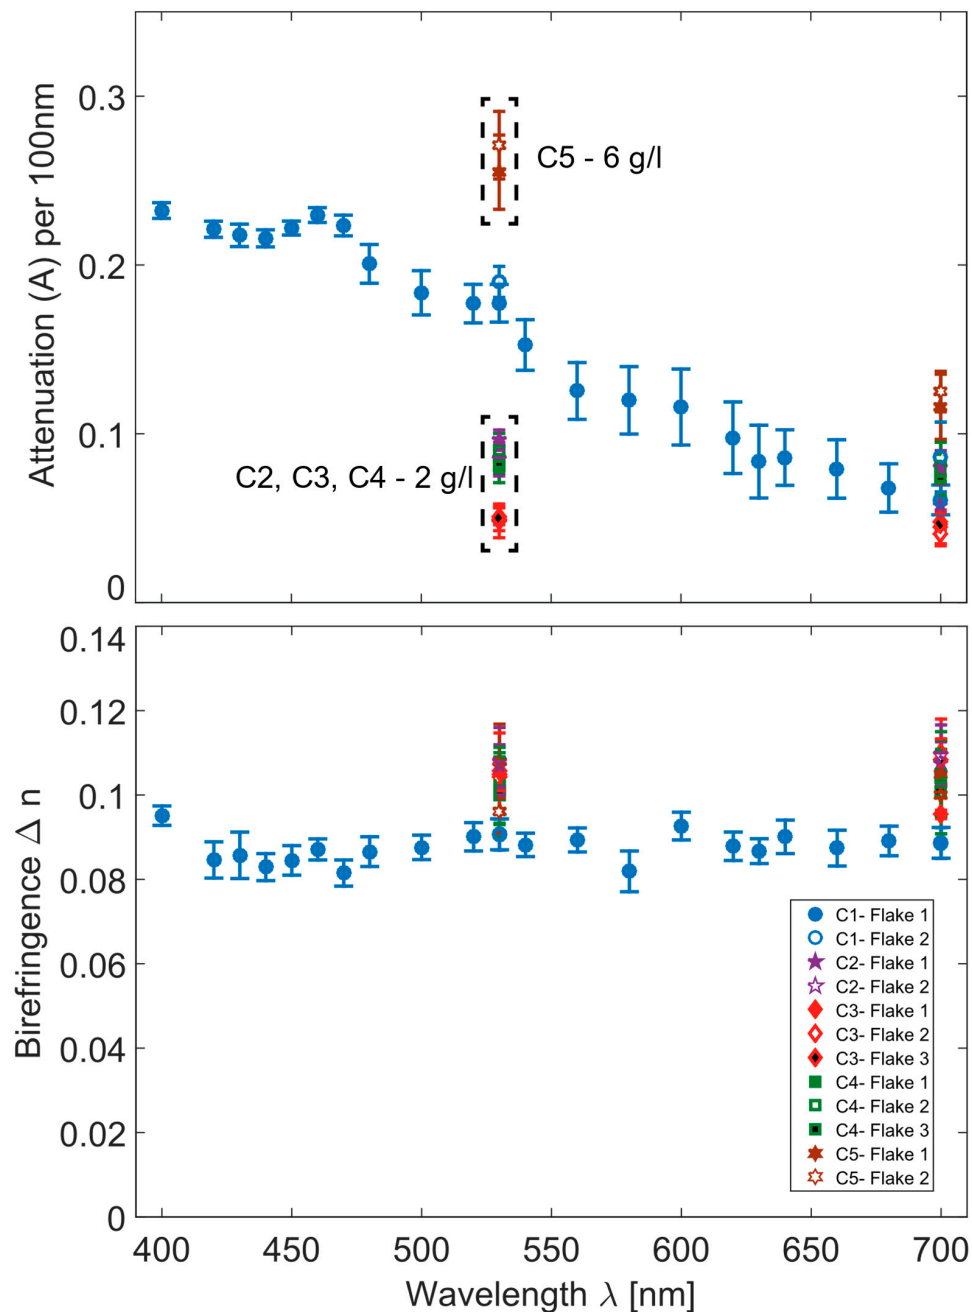 Attenuation (A) per 100nm
0.3
0.2
0.1
0
C5 - 6 g/l
C2, C3, C4 - 2 g/l
Birefringence Δ n
0.14
0.12
0.1
0.08
0.06
0.04
0.02
0
C1- Flake 1
C1- Flake 2
C2- Flake 1
C2- Flake 2
C3- Flake 1
C3- Flake 2
C3- Flake 3
C4- Flake 1
C4- Flake 2
C4- Flake 3
C5- Flake 1
C5- Flake 2
400 450 500 550 600 650 700
Wavelength λ [nm]